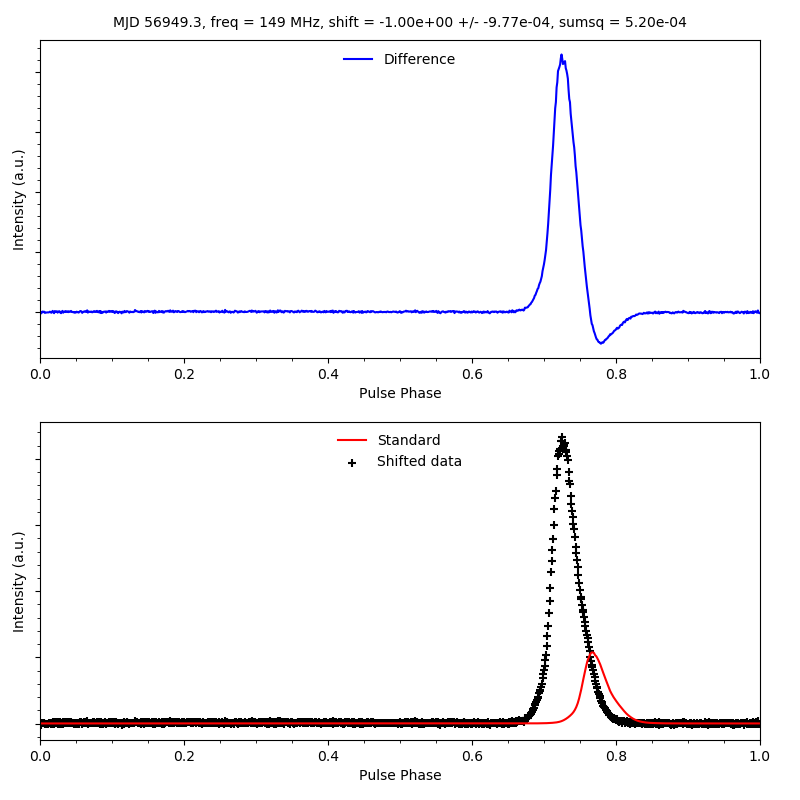 MJD 56949.3, freq = 149 MHz, shift = -1.00e+00 +/- -9.77e-04, sumsq = 5.20e-04
Difference
Intensity (a.u.)
0.0 0.2 0.4 0.6 0.8 1.0
Pulse Phase
Standard
Shifted data
Intensity (a.u.)
0.0 0.2 0.4 0.6 0.8 1.0
Pulse Phase